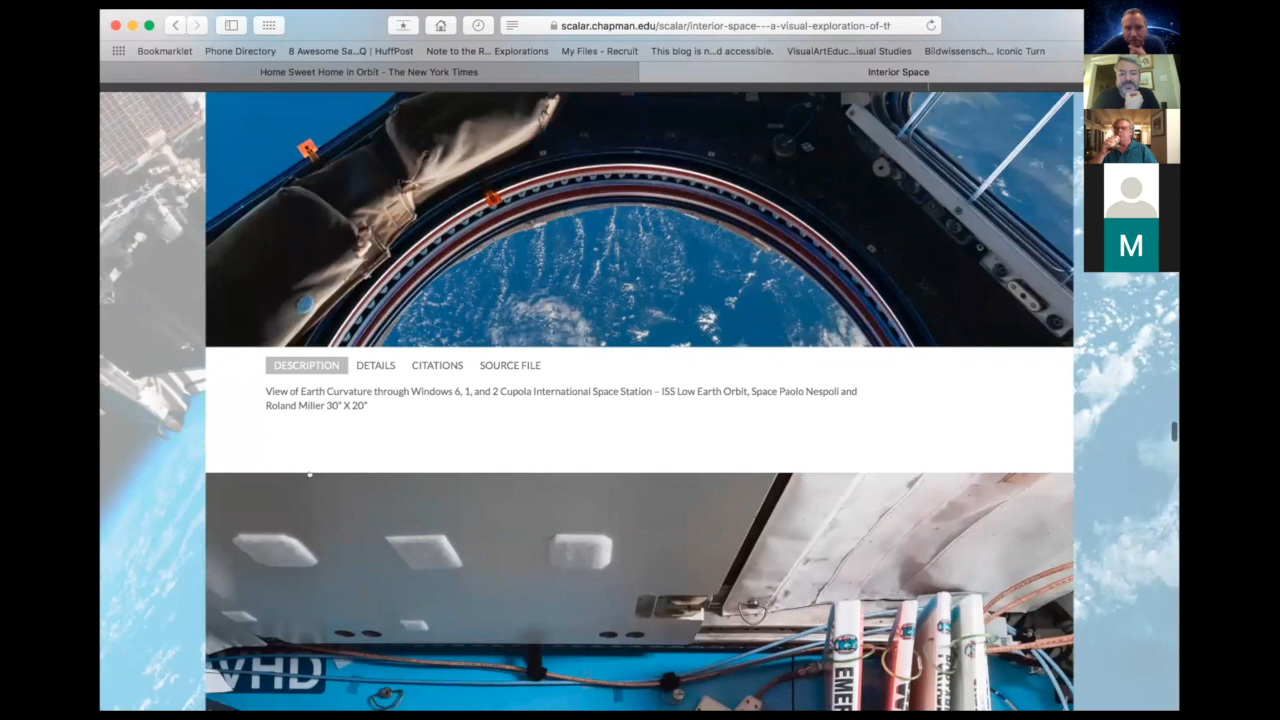 scalar.chapman.edu/scalar/interior-space---a-visual-exploration-of-th
Bookmarklet Phone Directory 8 Awesome Sa...Q | HuffPost Note to the R... Explorations My Files - Recruit This blog is n...d accessible. VisualArtEduc...isual Studies Bildwissensch... Iconic Turn
Home Sweet Home in Orbit - The New York Times Interior Space
DESCRIPTION DETAILS CITATIONS SOURCE FILE
View of Earth Curvature through Windows 6, 1, and 2 Cupola International Space Station – ISS Low Earth Orbit, Space Paolo Nespoli and
Roland Miller 30" X 20"
M
VHD
EMER